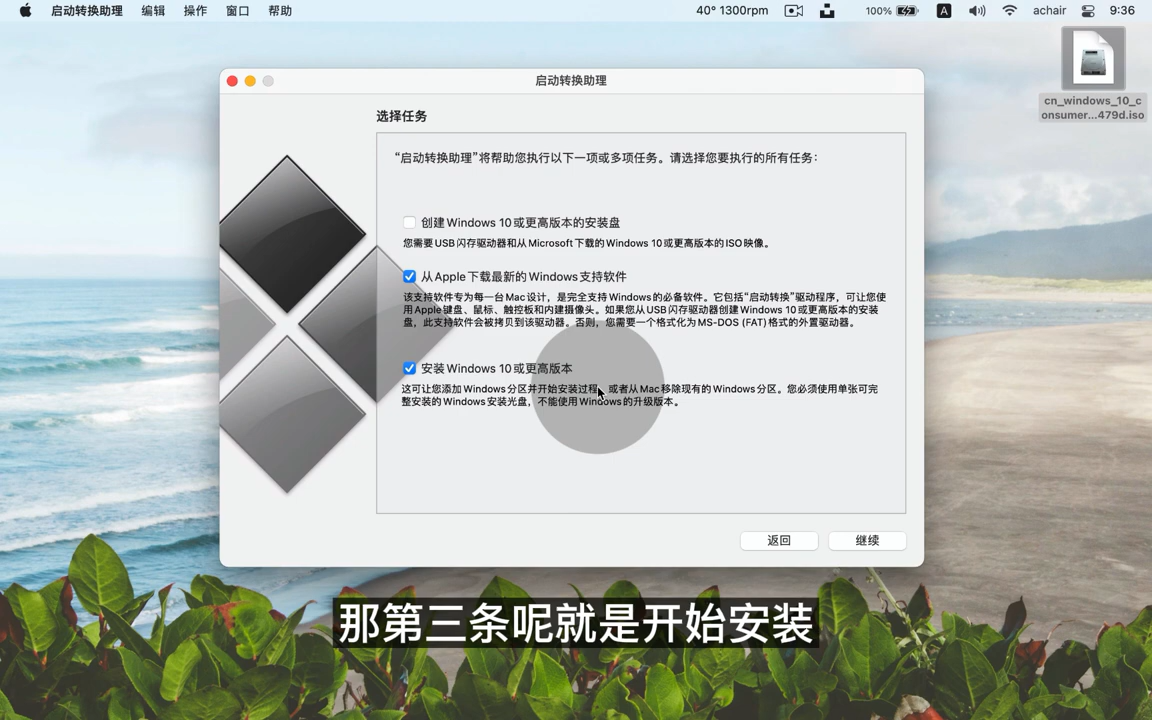 启动转换助理 编辑 操作 窗口 帮助 40° 1300rpm 100% A achair 9:36
cn_windows_10_c
onsumer...479d.iso
启动转换助理
选择任务
“启动转换助理”将帮助您执行以下一项或多项任务。请选择您要执行的所有任务：
创建 Windows 10 或更高版本的安装盘
您需要 USB 闪存驱动器和从 Microsoft 下载的 Windows 10 或更高版本的 ISO 映像。
从 Apple 下载最新的 Windows 支持软件
该支持软件专为每一台 Mac 设计，是完全支持 Windows 的必备软件。它包括“启动转换”驱动程序，可让您使
用 Apple 键盘、鼠标、触控板和内建摄像头。如果您从 USB 闪存驱动器创建 Windows 10 或更高版本的安装
盘，此支持软件会被拷贝到该驱动器。否则，您需要一个格式化为 MS-DOS (FAT) 格式的外置驱动器。
安装 Windows 10 或更高版本
这可让您添加 Windows 分区并开始安装过程，或者从 Mac 移除现有的 Windows 分区。您必须使用单张可完
整安装的 Windows 安装光盘，不能使用 Windows 的升级版本。
返回 继续
那第三条呢就是开始安装